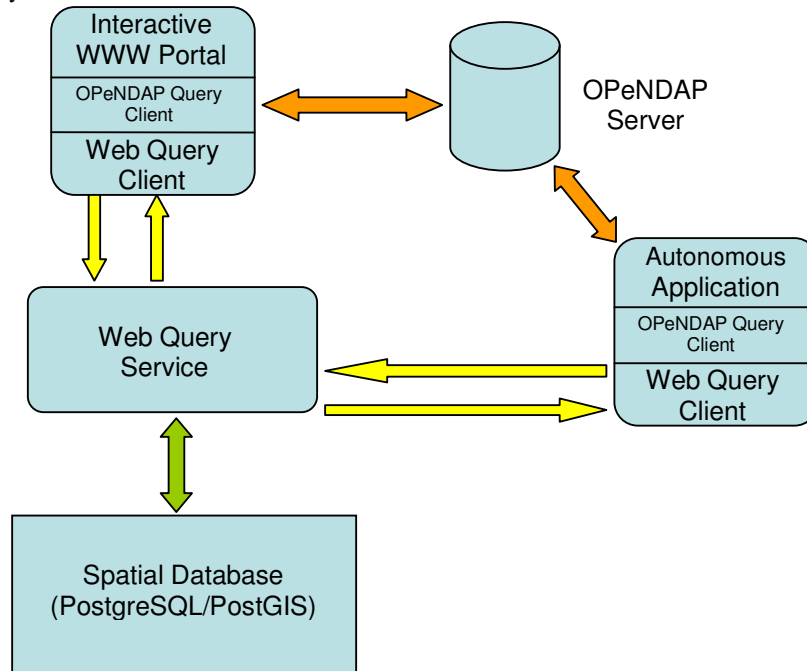 Interactive
WWW Portal
OPeNDAP Query
Client
Web Query
Client
OPeNDAP
Server
Autonomous
Application
OPeNDAP Query
Client
Web Query
Client
Web Query
Service
Spatial Database
(PostgreSQL/PostGIS)